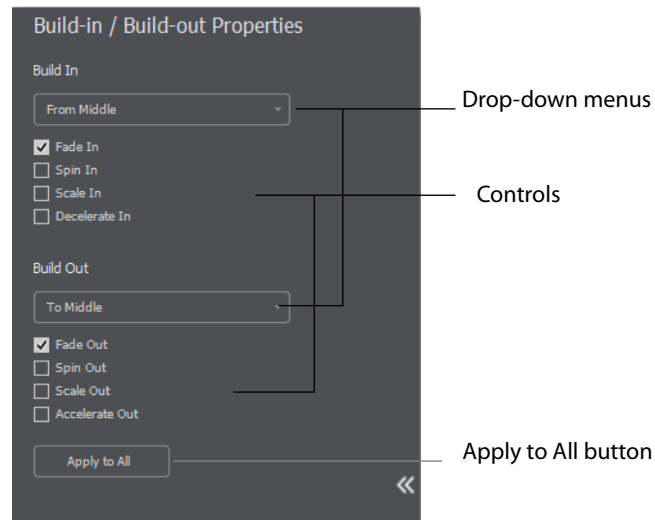 Build-in / Build-out Properties
Build In
From Middle
Drop-down menus
Fade In
Spin In
Scale In
Controls
Decelerate In
Build Out
To Middle
Fade Out
Spin Out
Scale Out
Accelerate Out
Apply to All
Apply to All button